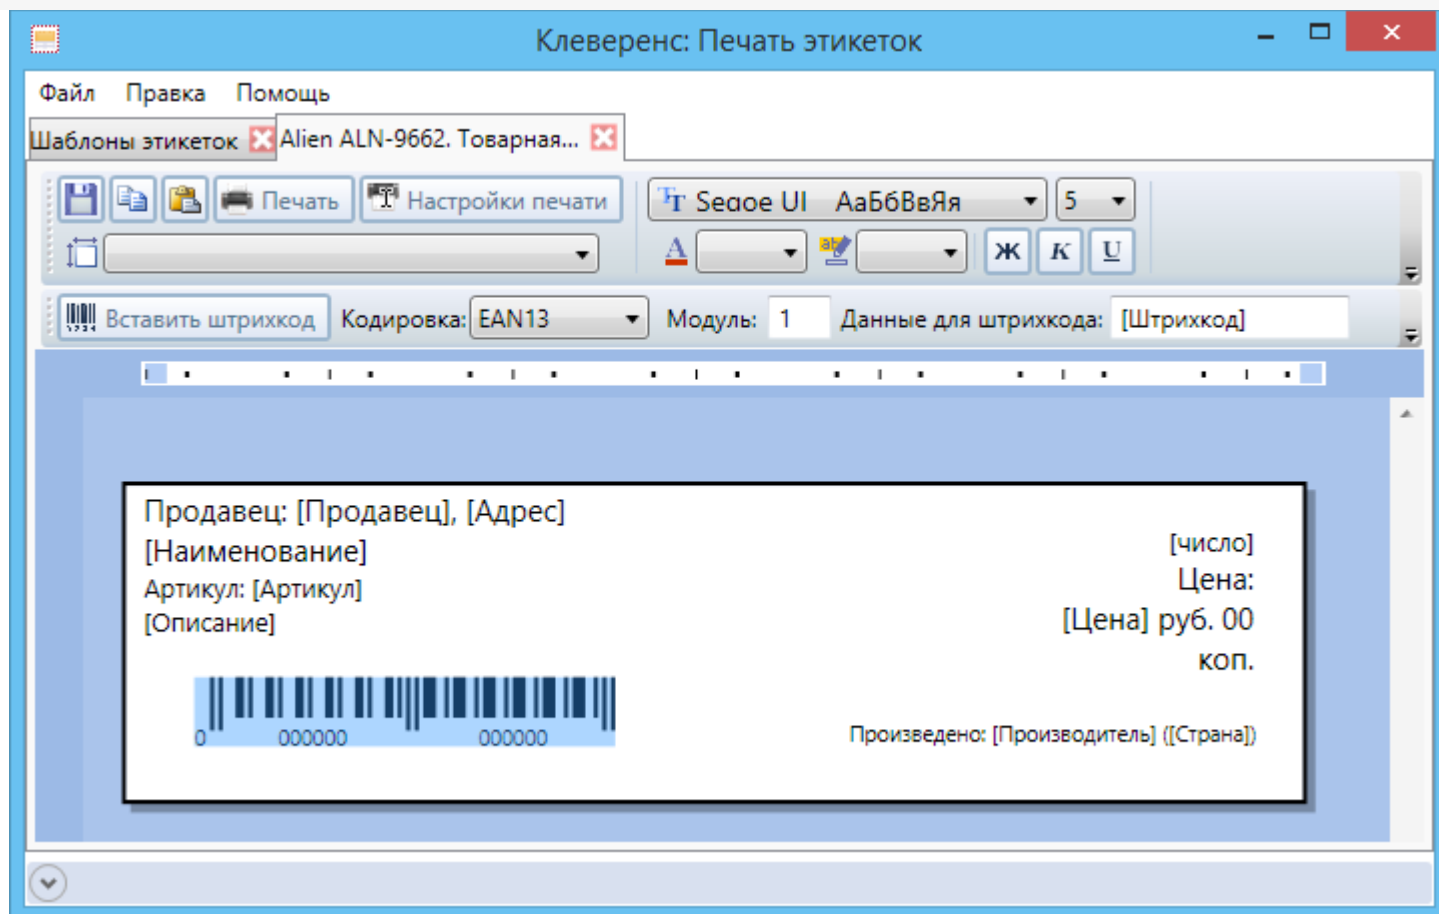 Клеверенс: Печать этикеток
Файл Правка Помощь
Шаблоны этикеток Alien ALN-9662. Товарная...
Печать Настройки печати Segoe UI АаБбВвЯя 5
Ж К U
Вставить штрихкод Кодировка: EAN13 Модуль: 1 Данные для штрихкода: [Штрихкод]
Продавец: [Продавец], [Адрес]
[Наименование]
Артикул: [Артикул]
[Описание]
[число]
Цена:
[Цена] руб. 00
коп.
0 000000 000000
Произведено: [Производитель] ([Страна])